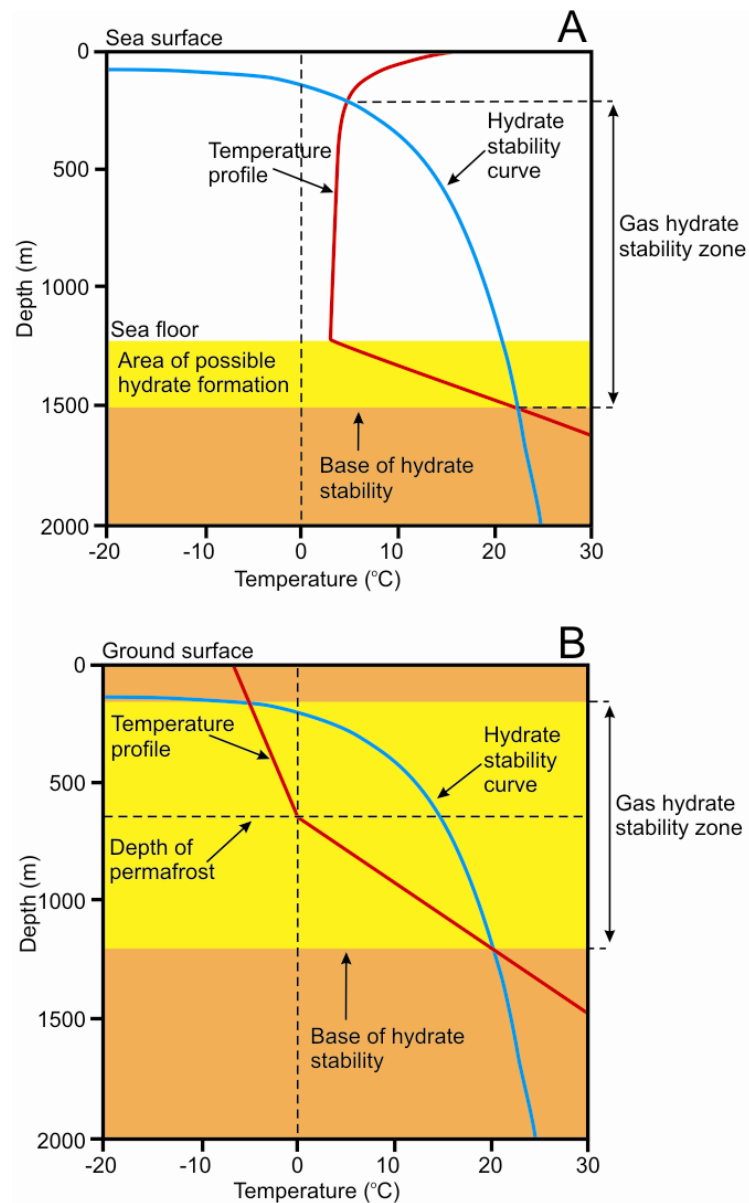 Sea surface
A
0
500
1000
1500
2000
Depth (m)
Temperature
profile
Hydrate
stability
curve
Gas hydrate
stability zone
Sea floor
Area of possible
hydrate formation
Base of hydrate
stability
-20
-10
0
10
20
30
Temperature (°C)
Ground surface
B
0
500
1000
1500
2000
Depth (m)
Temperature
profile
Hydrate
stability
curve
Gas hydrate
stability zone
Depth of
permafrost
Base of hydrate
stability
-20
-10
0
10
20
30
Temperature (°C)